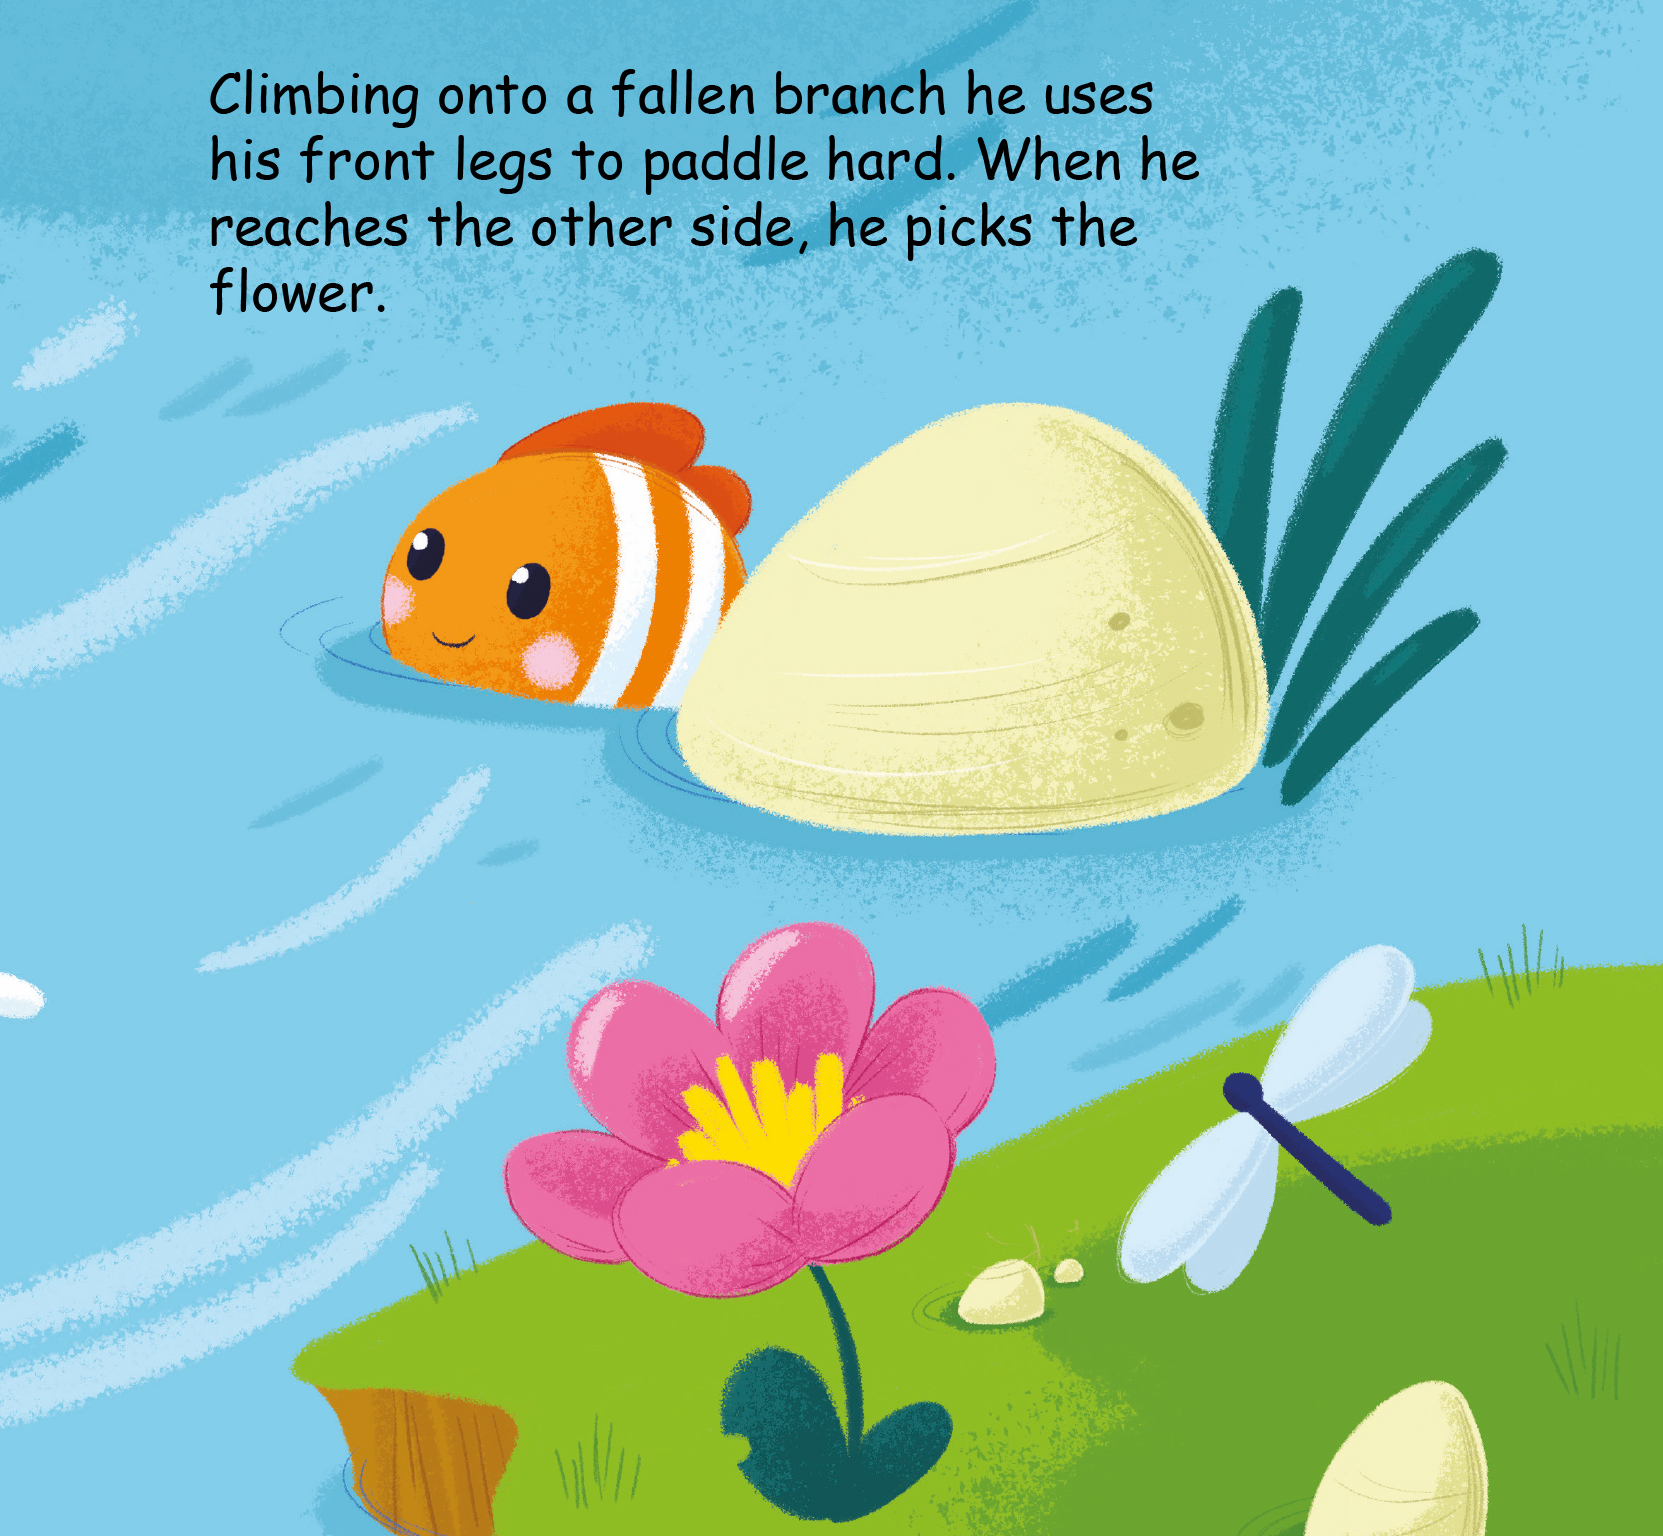 Climbing onto a fallen branch he uses
his front legs to paddle hard. When he
reaches the other side, he picks the
flower.